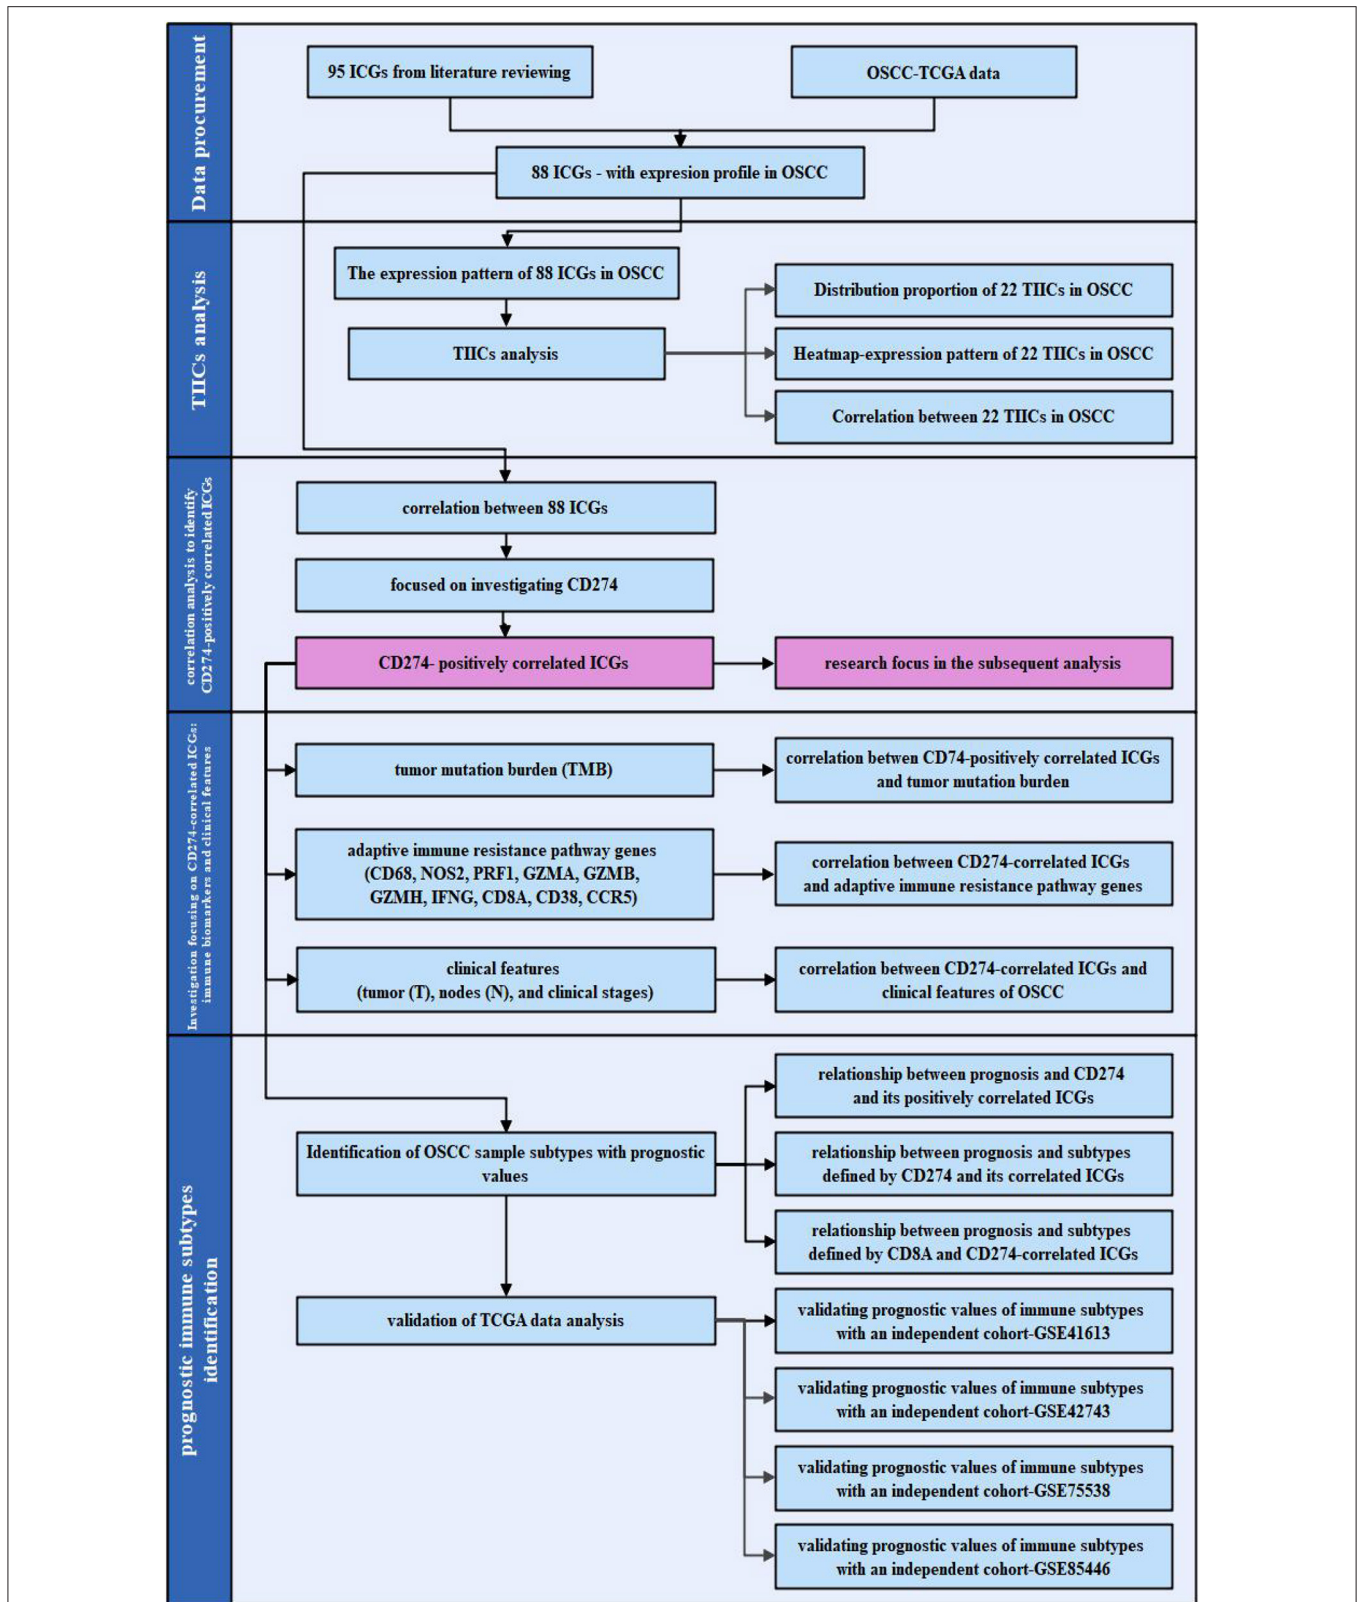 Data procurement
95 ICGs from literature reviewing
OSCC-TCGA data
88 ICGs - with expresion profile in OSCC
TIICs analysis
The expression pattern of 88 ICGs in OSCC
TIICs analysis
Distribution proportion of 22 TIICs in OSCC
Heatmap-expression pattern of 22 TIICs in OSCC
Correlation between 22 TIICs in OSCC
correlation analysis to identify
CD274-positively correlated ICGs
correlation between 88 ICGs
focused on investigating CD274
CD274- positively correlated ICGs
research focus in the subsequent analysis
Investigation focusing on CD274-correlated ICGs:
immune biomarkers and clinical features
tumor mutation burden (TMB)
correlation betwen CD74-positively correlated ICGs
and tumor mutation burden
adaptive immune resistance pathway genes
(CD68, NOS2, PRF1, GZMA, GZMB,
GZMH, IFNG, CD8A, CD38, CCR5)
correlation between CD274-correlated ICGs
and adaptive immune resistance pathway genes
clinical features
(tumor (T), nodes (N), and clinical stages)
correlation between CD274-correlated ICGs and
clinical features of OSCC
prognostic immune subtypes
identification
Identification of OSCC sample subtypes with prognostic
values
relationship between prognosis and CD274
and its positively correlated ICGs
relationship between prognosis and subtypes
defined by CD274 and its correlated ICGs
relationship between prognosis and subtypes
defined by CD8A and CD274-correlated ICGs
validation of TCGA data analysis
validating prognostic values of immune subtypes
with an independent cohort-GSE41613
validating prognostic values of immune subtypes
with an independent cohort-GSE42743
validating prognostic values of immune subtypes
with an independent cohort-GSE75538
validating prognostic values of immune subtypes
with an independent cohort-GSE85446